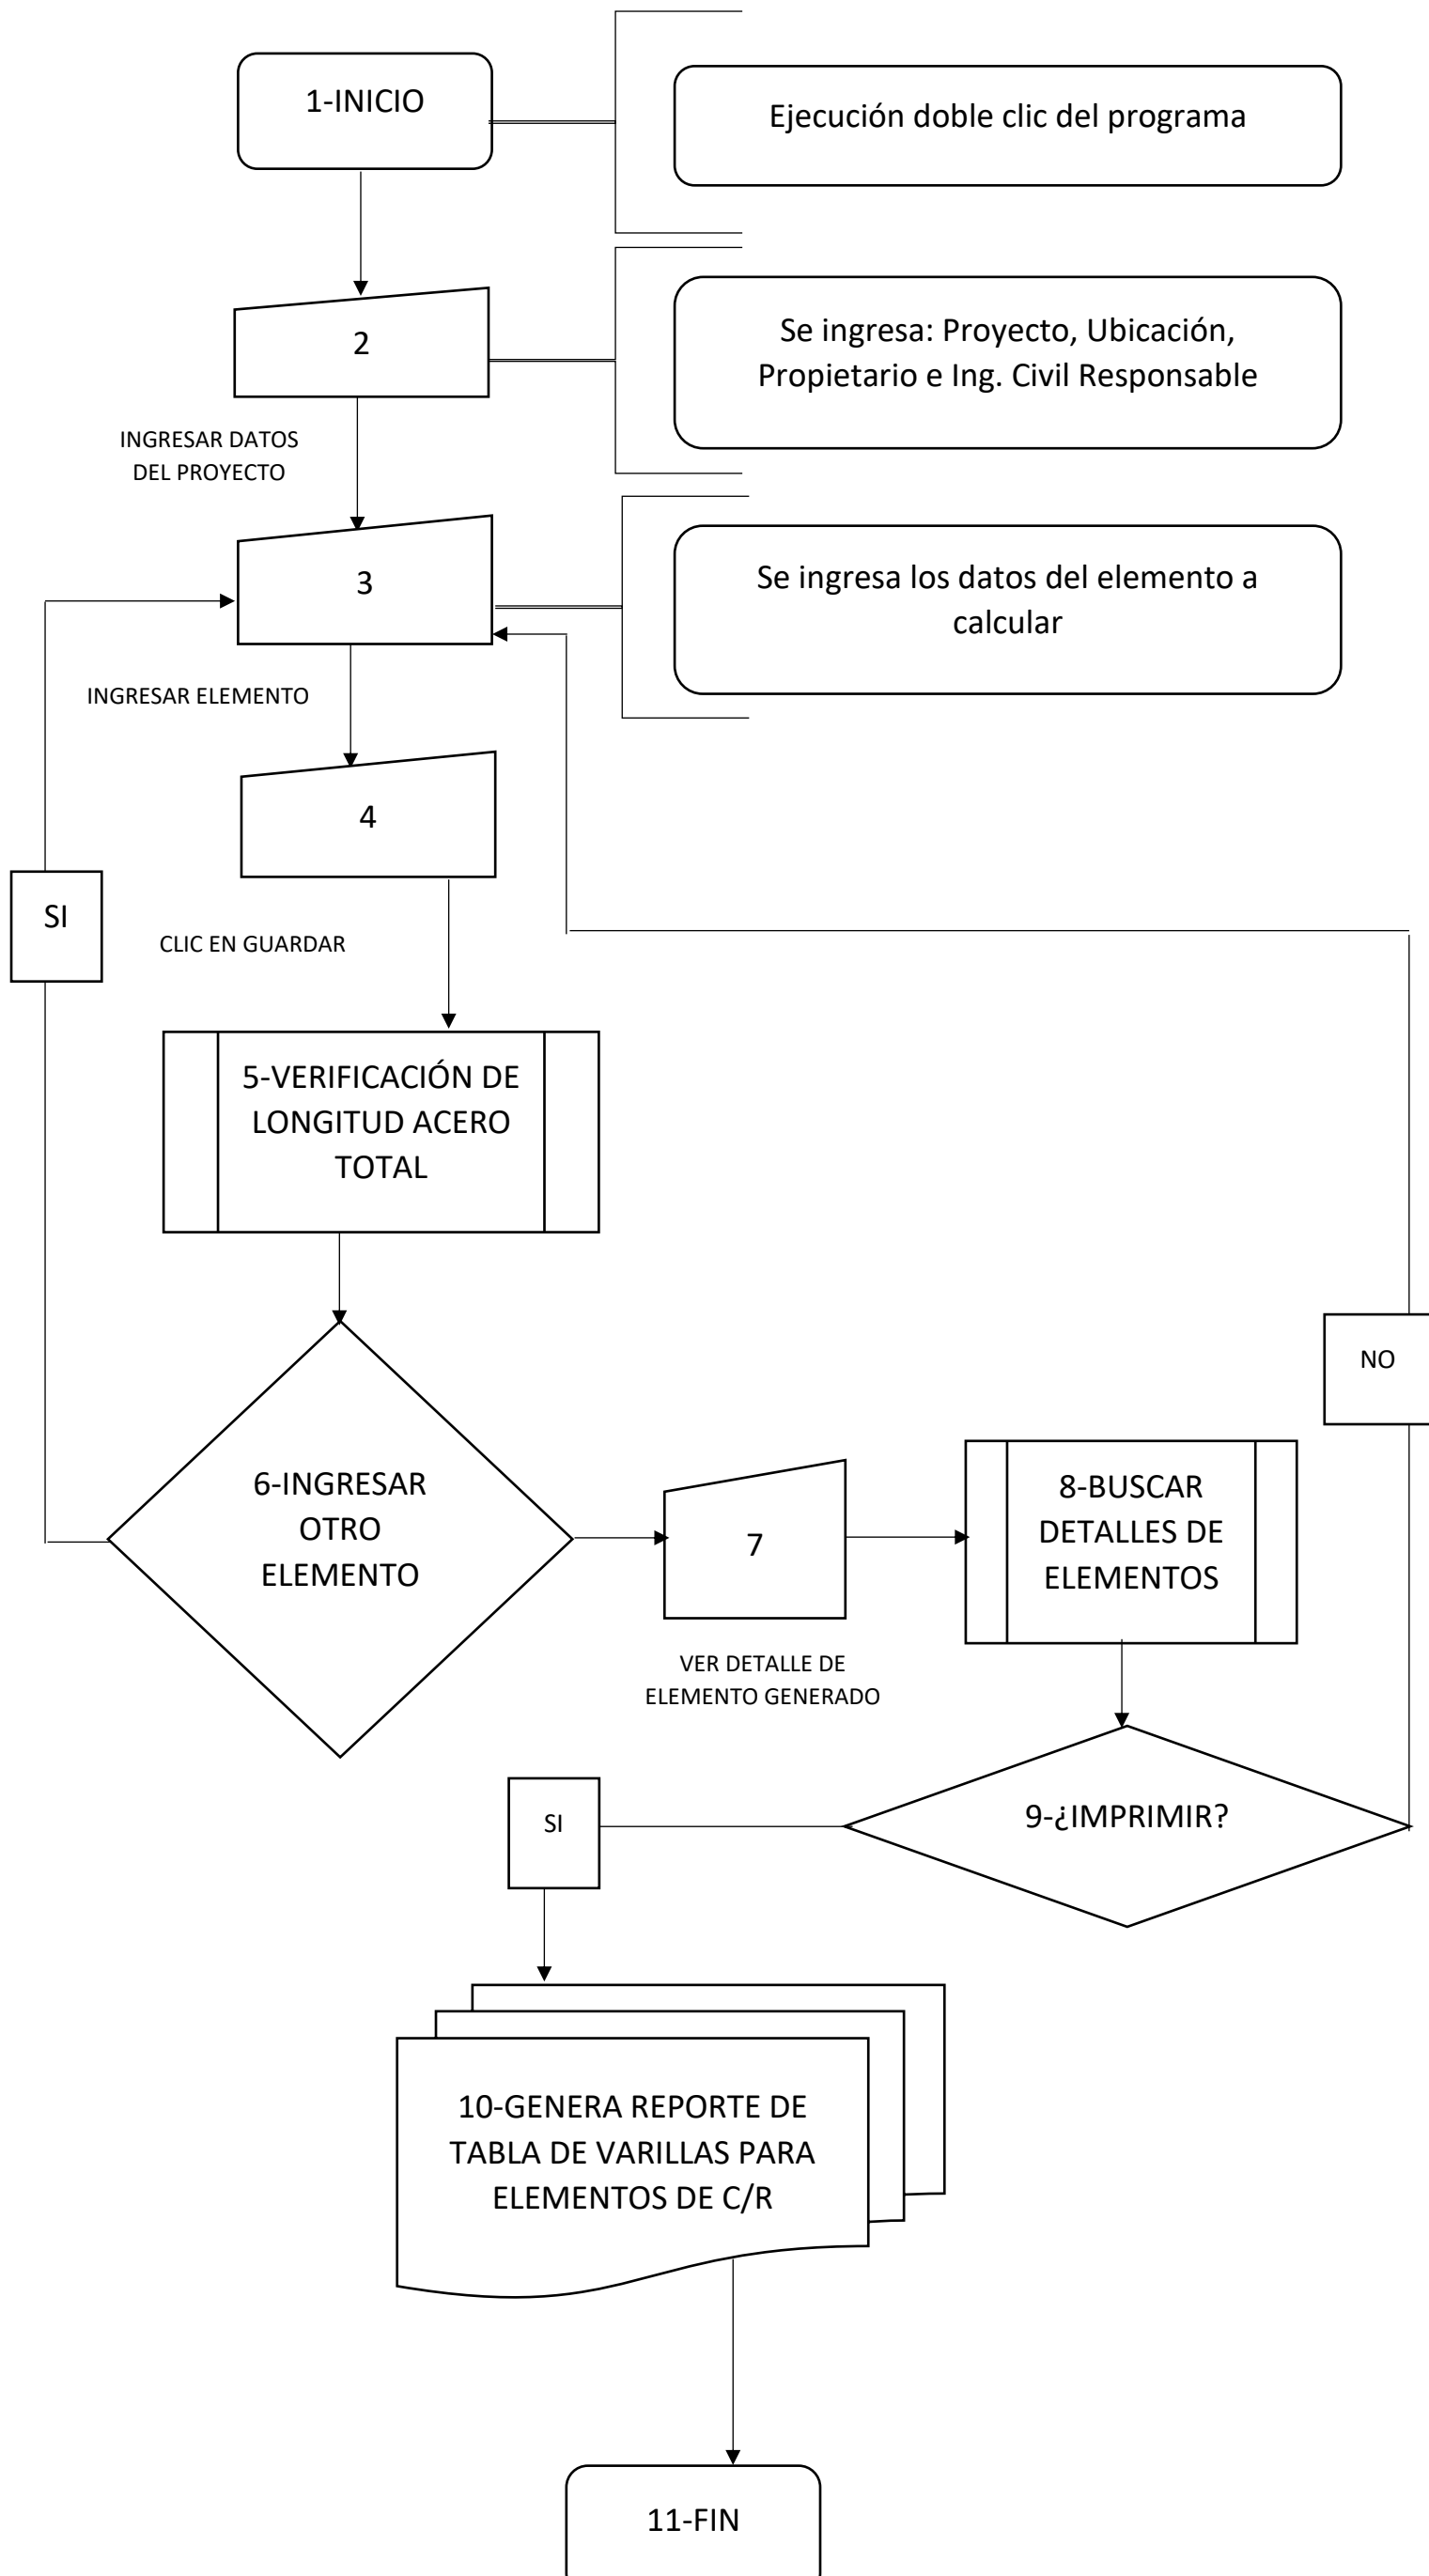 1-INICIO
Ejecución doble clic del programa
2
Se ingresa: Proyecto, Ubicación,
Propietario e Ing. Civil Responsable
INGRESAR DATOS
DEL PROYECTO
3
Se ingresa los datos del elemento a
calcular
INGRESAR ELEMENTO
4
SI
CLIC EN GUARDAR
5-VERIFICACIÓN DE
LONGITUD ACERO
TOTAL
NO
6-INGRESAR
OTRO
ELEMENTO
7
8-BUSCAR
DETALLES DE
ELEMENTOS
VER DETALLE DE
ELEMENTO GENERADO
SI
9-¿IMPRIMIR?
10-GENERA REPORTE DE
TABLA DE VARILLAS PARA
ELEMENTOS DE C/R
11-FIN